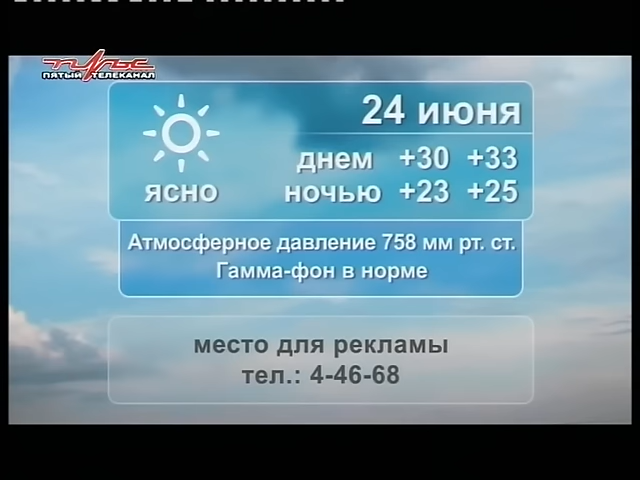 ПУЛЬС
ПЯТЫЙ ТЕЛЕКАНАЛ
24 июня
ясно
днем +30 +33
ночью +23 +25
Атмосферное давление 758 мм рт. ст.
Гамма-фон в норме
место для рекламы
тел.: 4-46-68